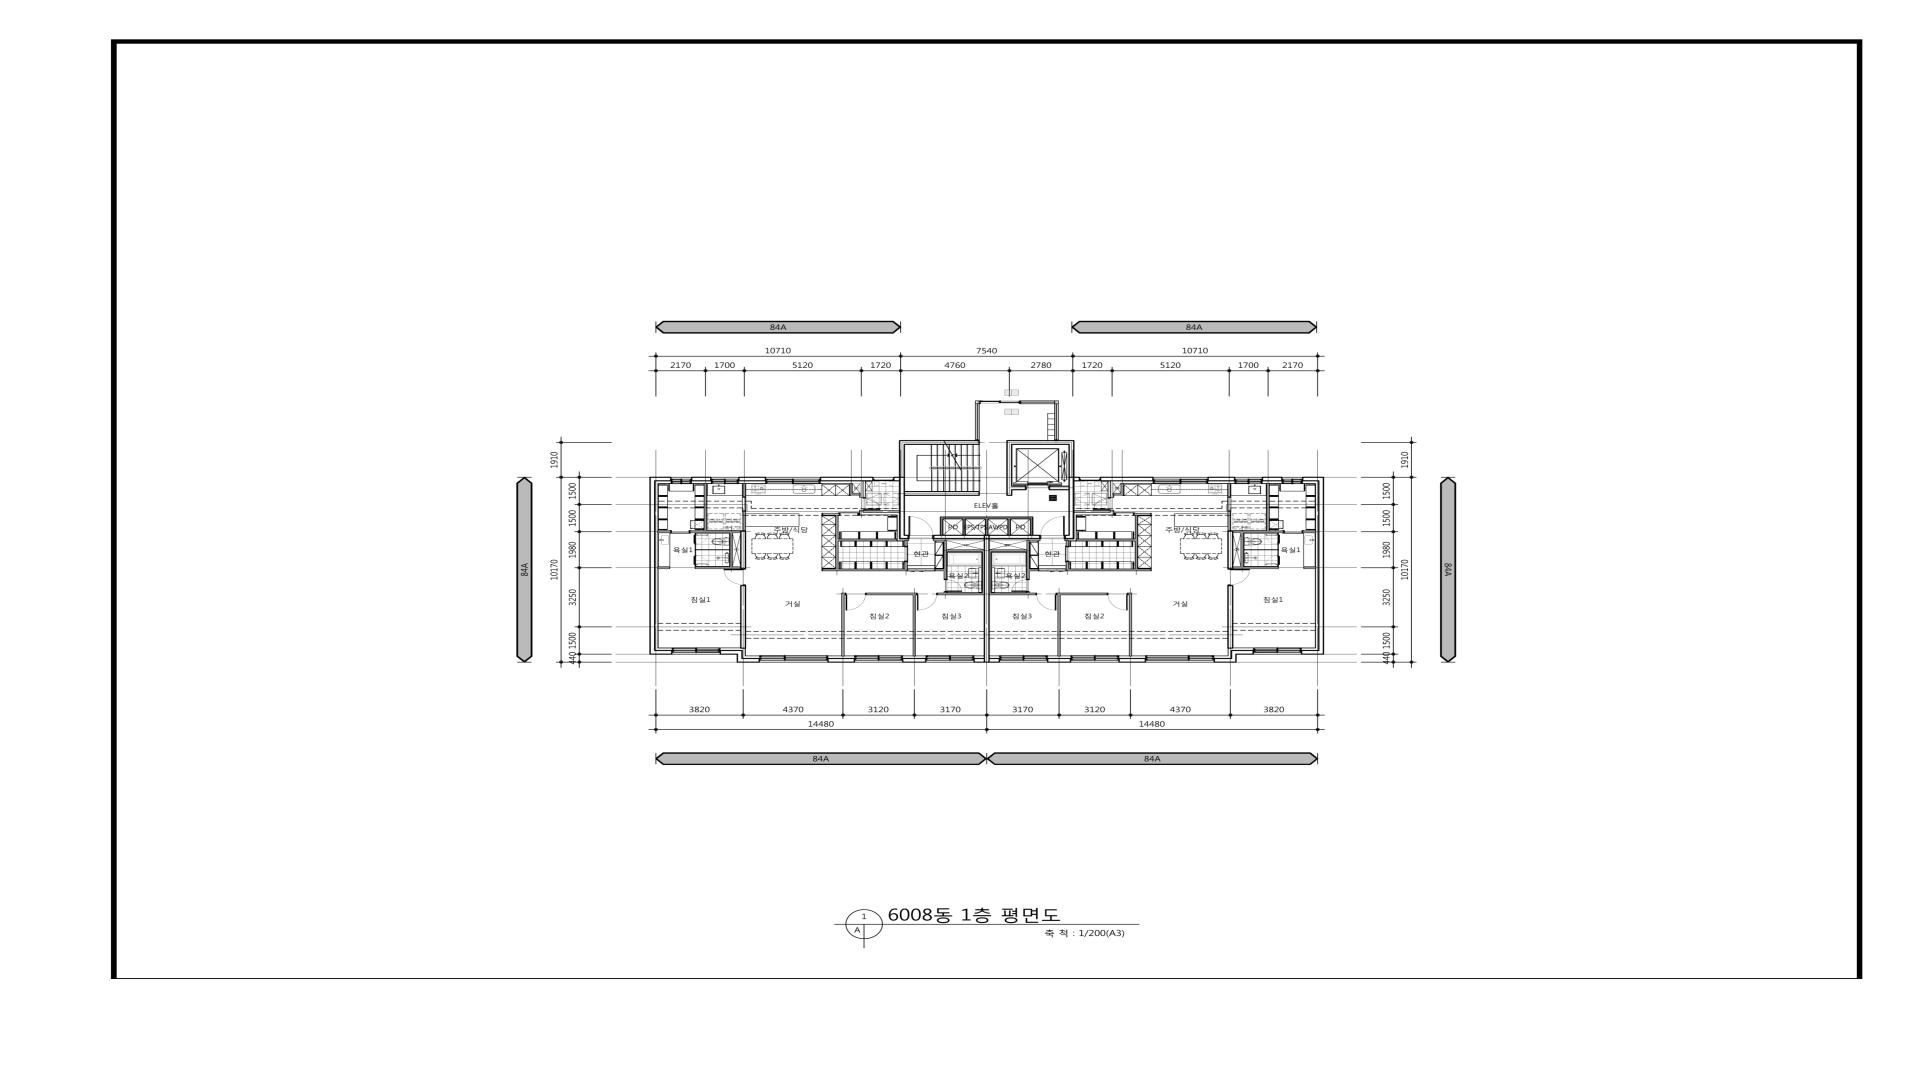 84A 84A
10710 7540 10710
2170 1700 5120 1720 4760 2780 1720 5120 1700 2170
1910 1910
1500 1500
ELEV홀
1500 1500
주방/식당 주방/식당
PD PD
욕실1 현관 현관 욕실1
1980 1980
84A 10170 10170 84A
욕실2 욕실2
3250 침실1 거실 거실 침실1 3250
침실2 침실3 침실3 침실2
1500 1500
440 440
3820 4370 3120 3170 3170 3120 4370 3820
14480 14480
84A 84A
1 6008동 1층 평면도
A 축 척 : 1/200(A3)